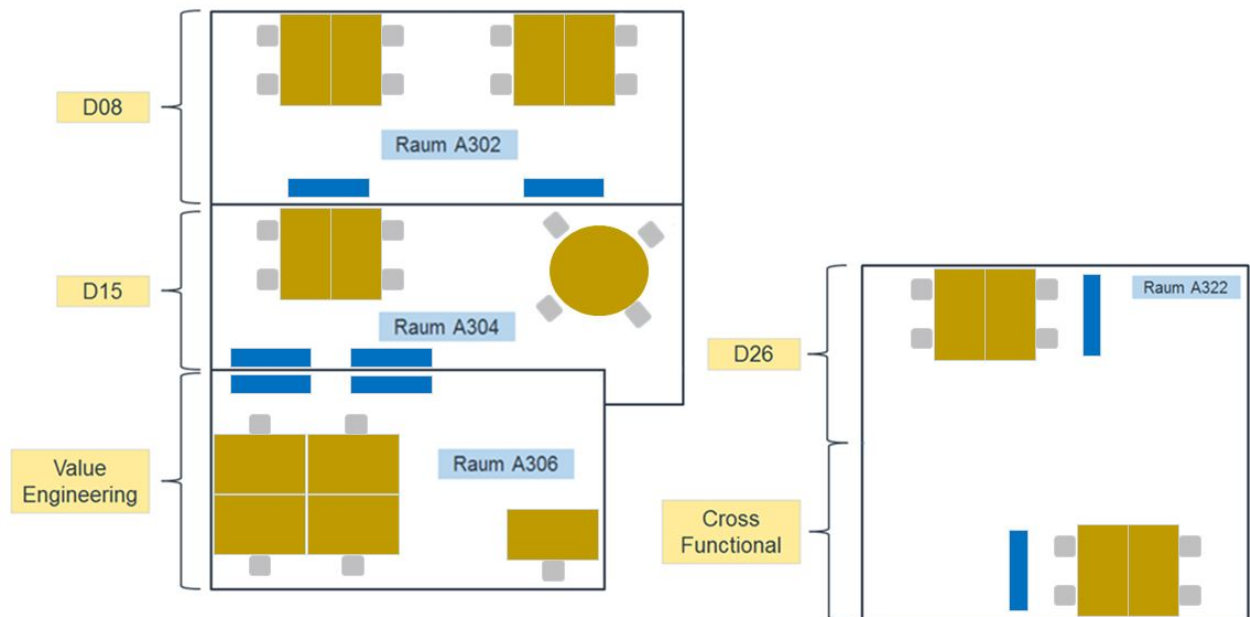 D08
Raum A302
D15
Raum A304
Value
Engineering
Raum A306
Raum A322
D26
Cross
Functional